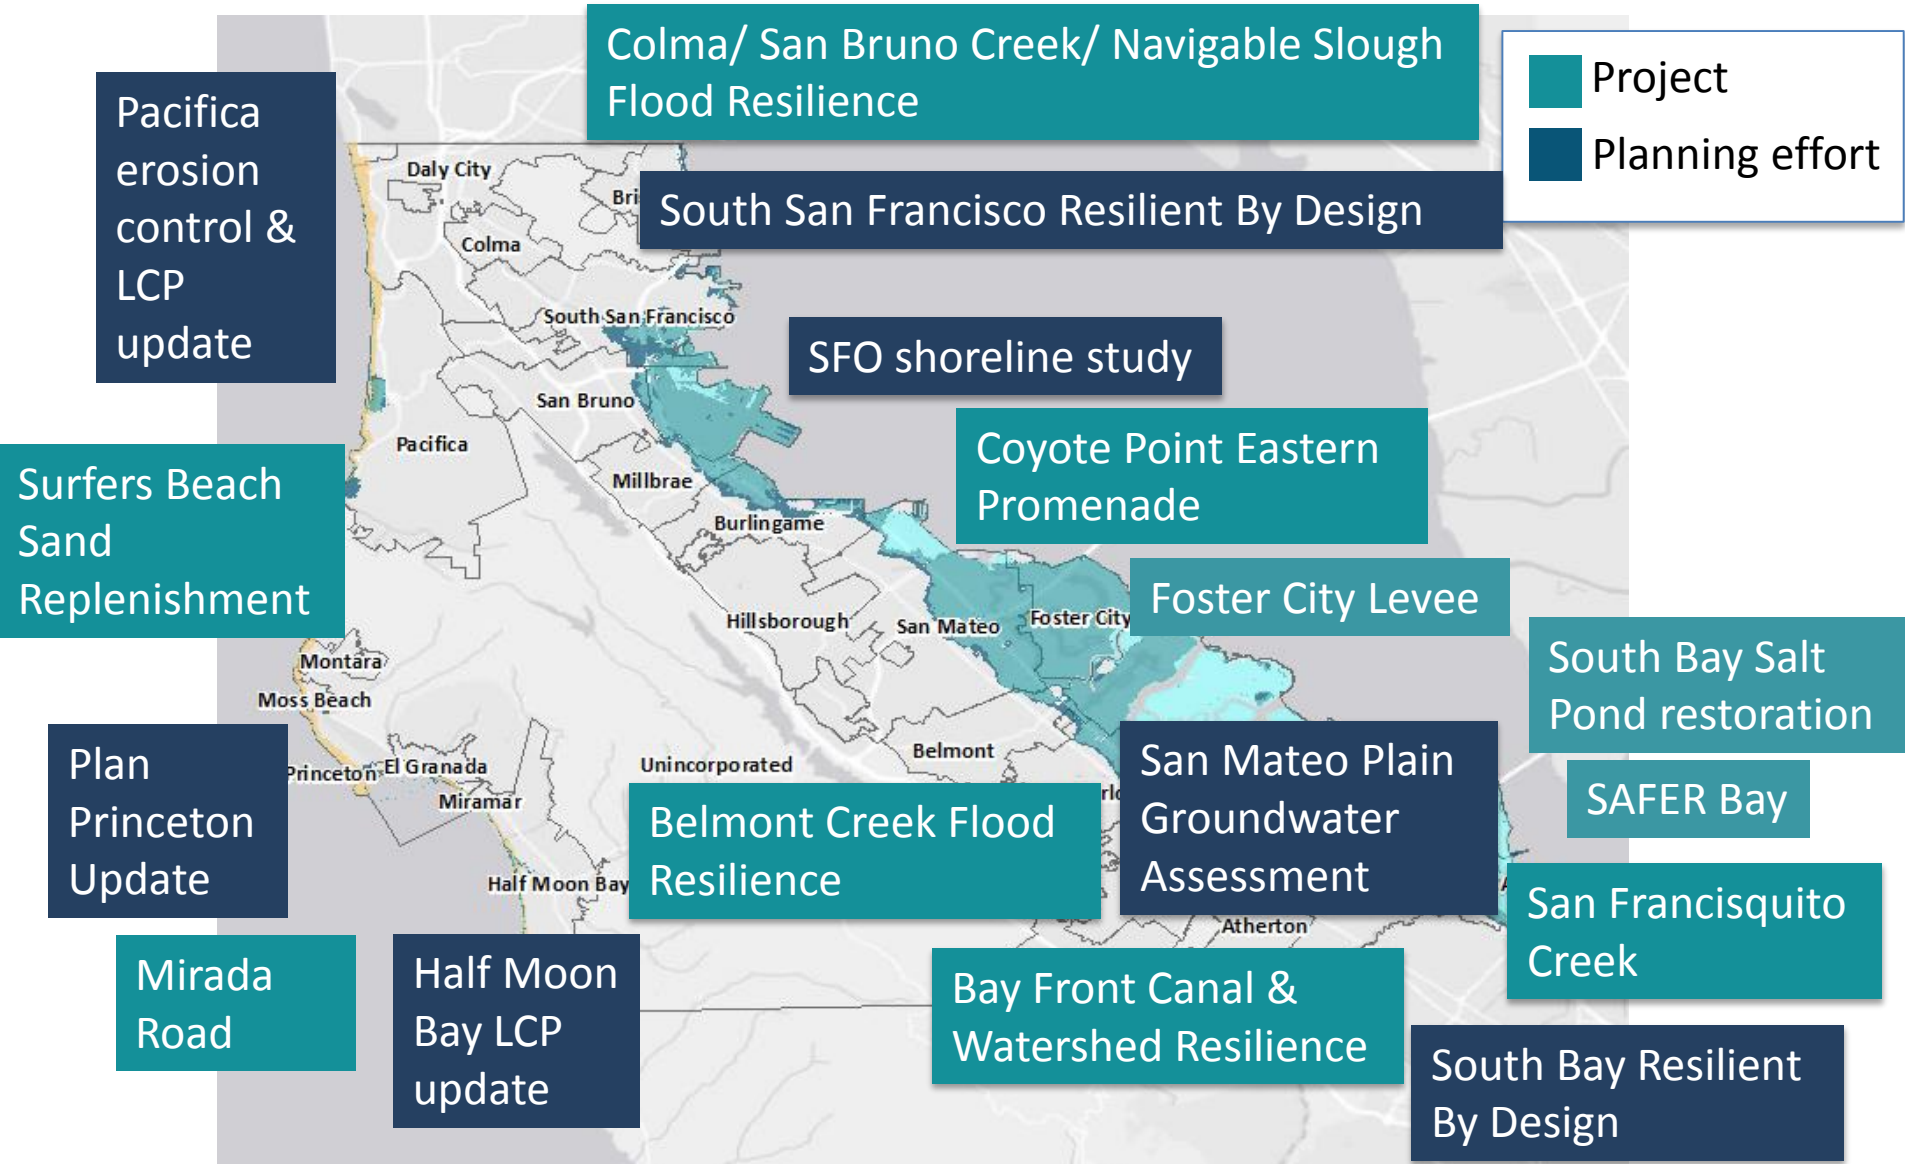 Colma/ San Bruno Creek/ Navigable Slough
Flood Resilience
Project
Planning effort
Pacifica
erosion
control &
LCP
update
Daly City
South San Francisco Resilient By Design
Colma
South San Francisco
SFO shoreline study
San Bruno
Pacifica
Coyote Point Eastern
Promenade
Surfers Beach
Sand
Replenishment
Millbrae
Burlingame
Foster City Levee
Hillsborough
San Mateo
Foster City
South Bay Salt
Pond restoration
Montara
Moss Beach
Plan
Princeton
Update
Princeton
El Granada
Miramar
Unincorporated
Belmont
San Mateo Plain
Groundwater
Assessment
SAFER Bay
Belmont Creek Flood
Resilience
Half Moon Bay
San Francisquito
Creek
Atherton
Mirada
Road
Half Moon
Bay LCP
update
Bay Front Canal &
Watershed Resilience
South Bay Resilient
By Design